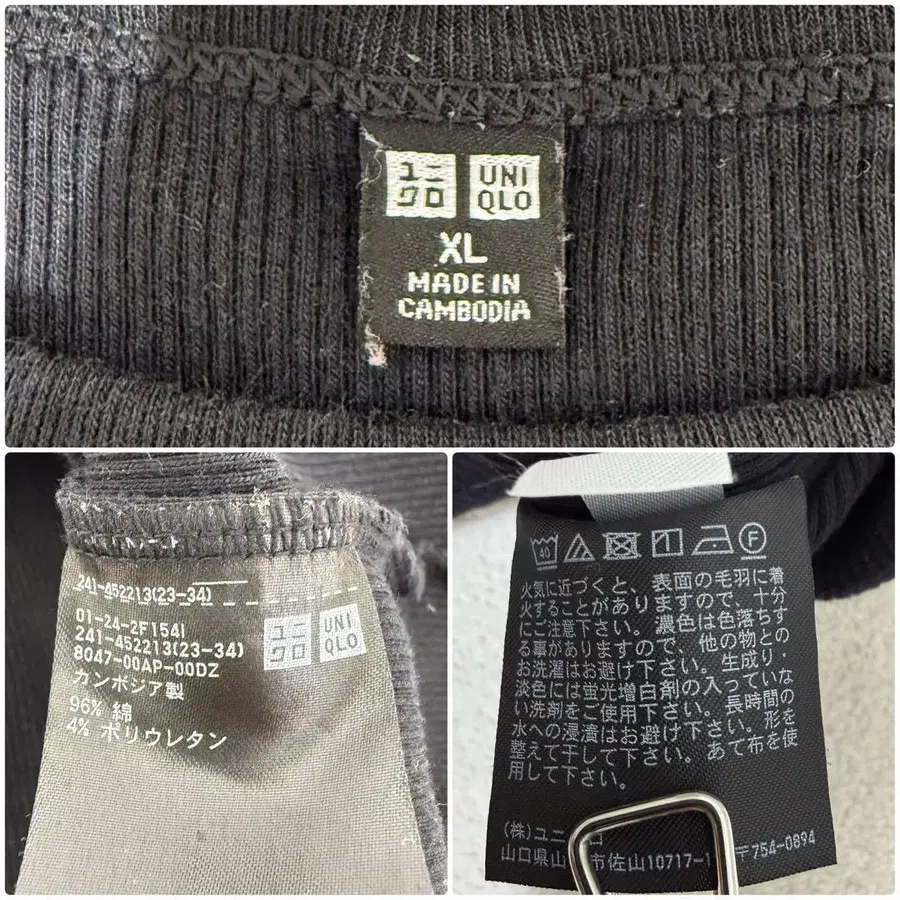 ユニ
クロ
UNI
QLO
XL
MADE IN
CAMBODIA
241-452213(23-34)
01-24-2F154I
241-452213(23-34)
8047-00AP-00DZ
カンボジア製
96% 綿
4% ポリウレタン
ユニ
クロ
UNI
QLO
40
F
火気に近づくと、表面の毛羽に着
火することがありますので、十分
にご注意下さい。濃色は色落ちす
る事がありますので、他の物との
お洗濯はお避け下さい。生成り・
淡色には蛍光増白剤の入っていな
い洗剤をご使用下さい。長時間の
水への浸漬はお避け下さい。形を
整えて干して下さい。あて布を使
用して下さい。
(株)ユニ
山口県山 市佐山10717-1 〒754-0894